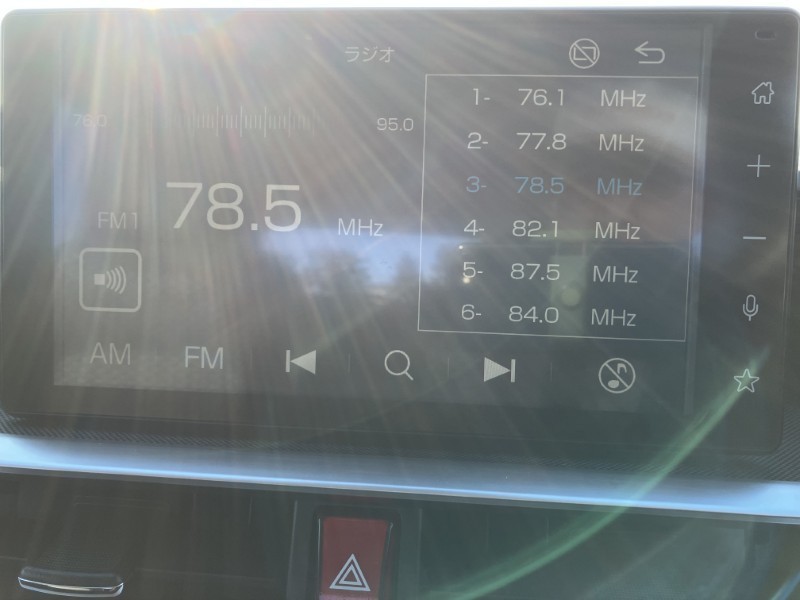 ラジオ
76.0
95.0
FM1
78.5 MHz
1- 76.1 MHz
2- 77.8 MHz
3- 78.5 MHz
4- 82.1 MHz
5- 87.5 MHz
6- 84.0 MHz
AM
FM